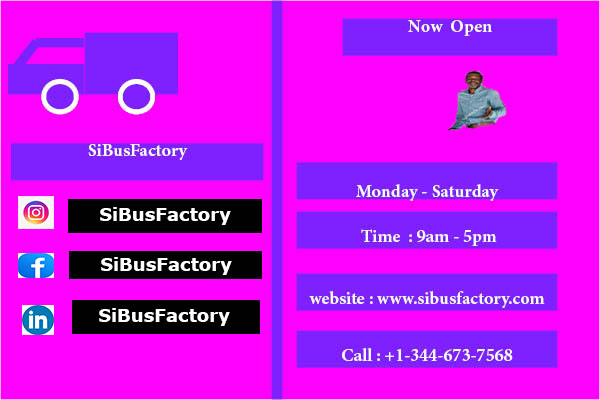 SiBusFactory
SiBusFactory
SiBusFactory
SiBusFactory
Now Open
Monday - Saturday
Time : 9am - 5pm
website : www.sibusfactory.com
Call : +1-344-673-7568